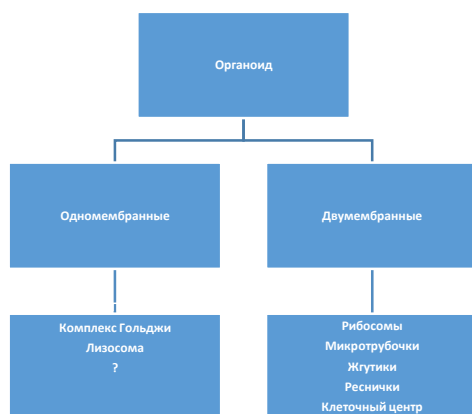 Органоид
Одномембранные
Двумембранные
Комплекс Гольджи
Лизосома
?
Рибосомы
Микротрубочки
Жгутики
Реснички
Клеточный центр